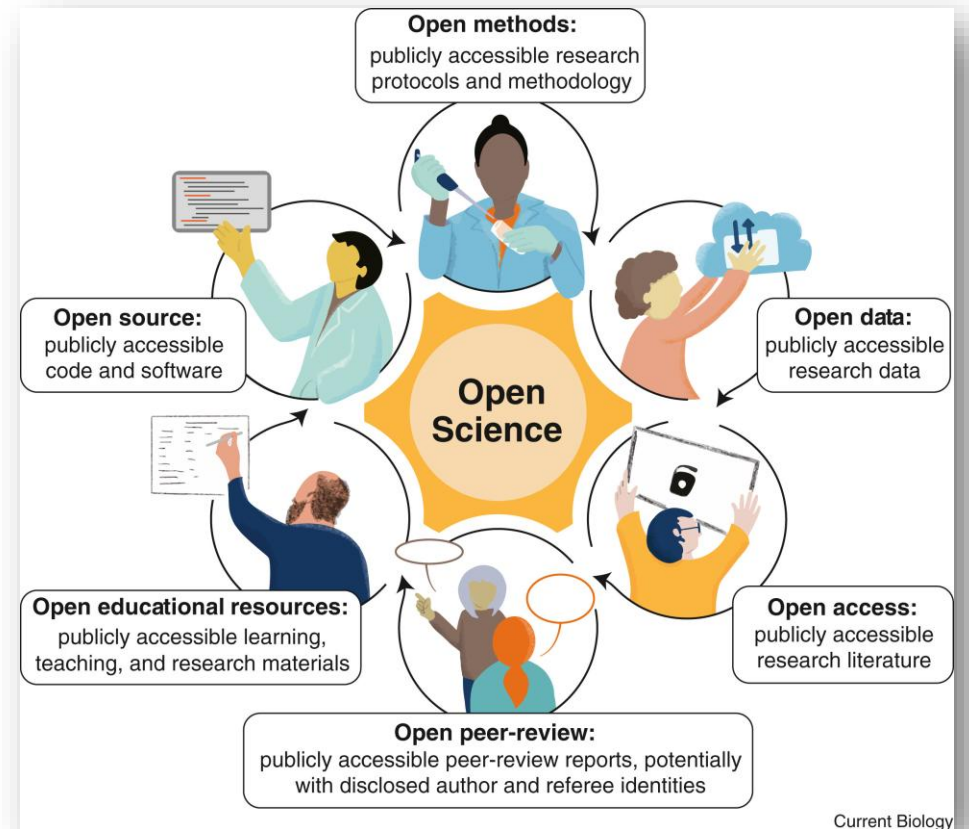 Open methods:
publicly accessible research
protocols and methodology
Open source:
publicly accessible
code and software
Open data:
publicly accessible
research data
Open
Science
Open educational resources:
publicly accessible learning,
teaching, and research materials
Open access:
publicly accessible
research literature
Open peer-review:
publicly accessible peer-review reports, potentially
with disclosed author and referee identities
Current Biology